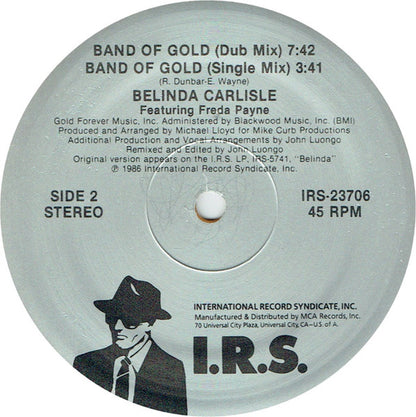 BAND OF GOLD (Dub Mix) 7:42
BAND OF GOLD (Single Mix) 3:41
(R. Dunbar-E. Wayne)
BELINDA CARLISLE
Featuring Freda Payne
Gold Forever Music, Inc. Administered by Blackwood Music, Inc. (BMI)
Produced and Arranged by Michael Lloyd for Mike Curb Productions
Additional Production and Vocal Arrangements by John Luongo
Remixed and Edited by John Luongo
Original version appears on the I.R.S. LP, IRS-5741, "Belinda"
℗ 1986 International Record Syndicate, Inc.
SIDE 2
STEREO
IRS-23706
45 RPM
INTERNATIONAL RECORD SYNDICATE, INC.
Manufactured & Distributed by MCA Records, Inc.
70 Universal City Plaza, Universal City, CA-U.S. of A.
I.R.S.